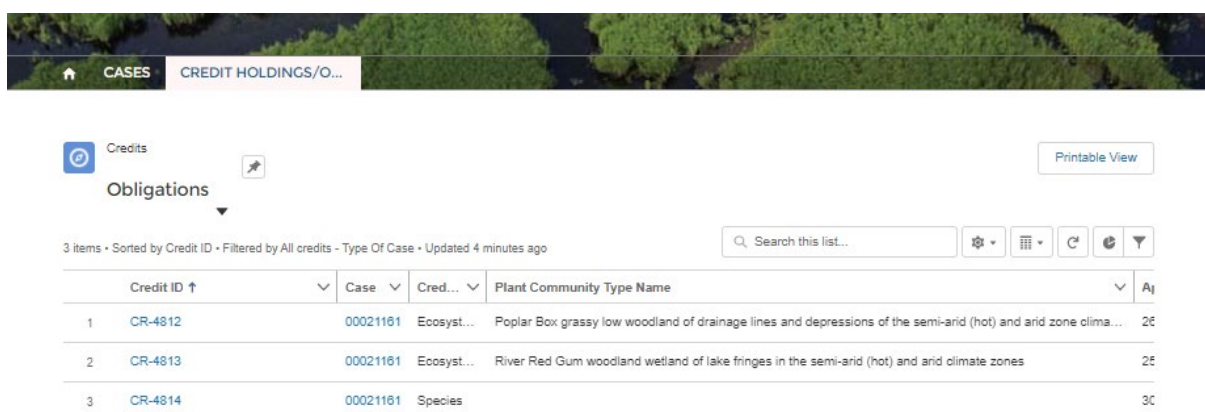 CASES CREDIT HOLDINGS/O...
Credits
Printable View
Obligations
3 items • Sorted by Credit ID • Filtered by All credits - Type Of Case • Updated 4 minutes ago
Search this list...
Credit ID ↑ Case Cred... Plant Community Type Name
1 CR-4812 00021161 Ecosyst... Poplar Box grassy low woodland of drainage lines and depressions of the semi-arid (hot) and arid zone clima... 26
2 CR-4813 00021161 Ecosyst... River Red Gum woodland wetland of lake fringes in the semi-arid (hot) and arid climate zones 25
3 CR-4814 00021161 Species 30